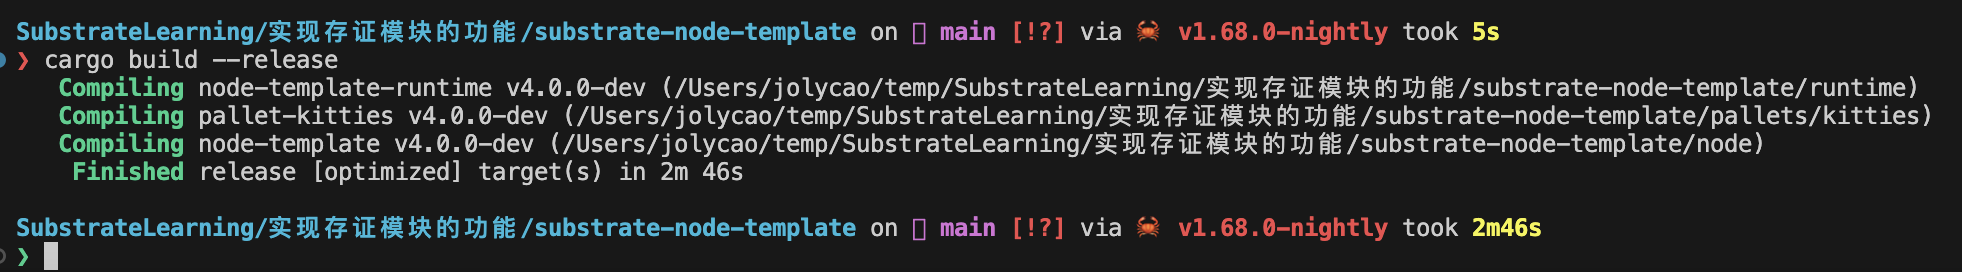 SubstrateLearning/实现存证模块的功能/substrate-node-template on main [!?] via 🦀 v1.68.0-nightly took 5s
❯ cargo build --release
Compiling node-template-runtime v4.0.0-dev (/Users/jolycao/temp/SubstrateLearning/实现存证模块的功能/substrate-node-template/runtime)
Compiling pallet-kitties v4.0.0-dev (/Users/jolycao/temp/SubstrateLearning/实现存证模块的功能/substrate-node-template/pallets/kitties)
Compiling node-template v4.0.0-dev (/Users/jolycao/temp/SubstrateLearning/实现存证模块的功能/substrate-node-template/node)
Finished release [optimized] target(s) in 2m 46s
SubstrateLearning/实现存证模块的功能/substrate-node-template on main [!?] via 🦀 v1.68.0-nightly took 2m46s
❯